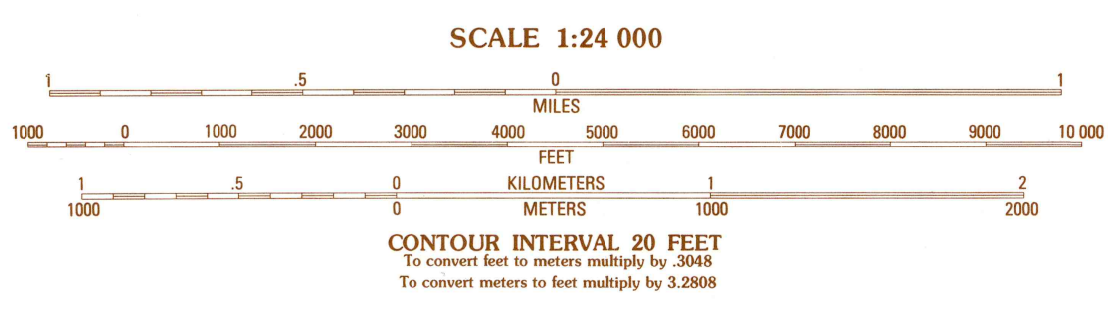 SCALE 1:24 000
1 .5 0 1
MILES
1000 0 1000 2000 3000 4000 5000 6000 7000 8000 9000 10 000
FEET
1 .5 0 KILOMETERS 1 2
1000 0 METERS 1000 2000
CONTOUR INTERVAL 20 FEET
To convert feet to meters multiply by .3048
To convert meters to feet multiply by 3.2808